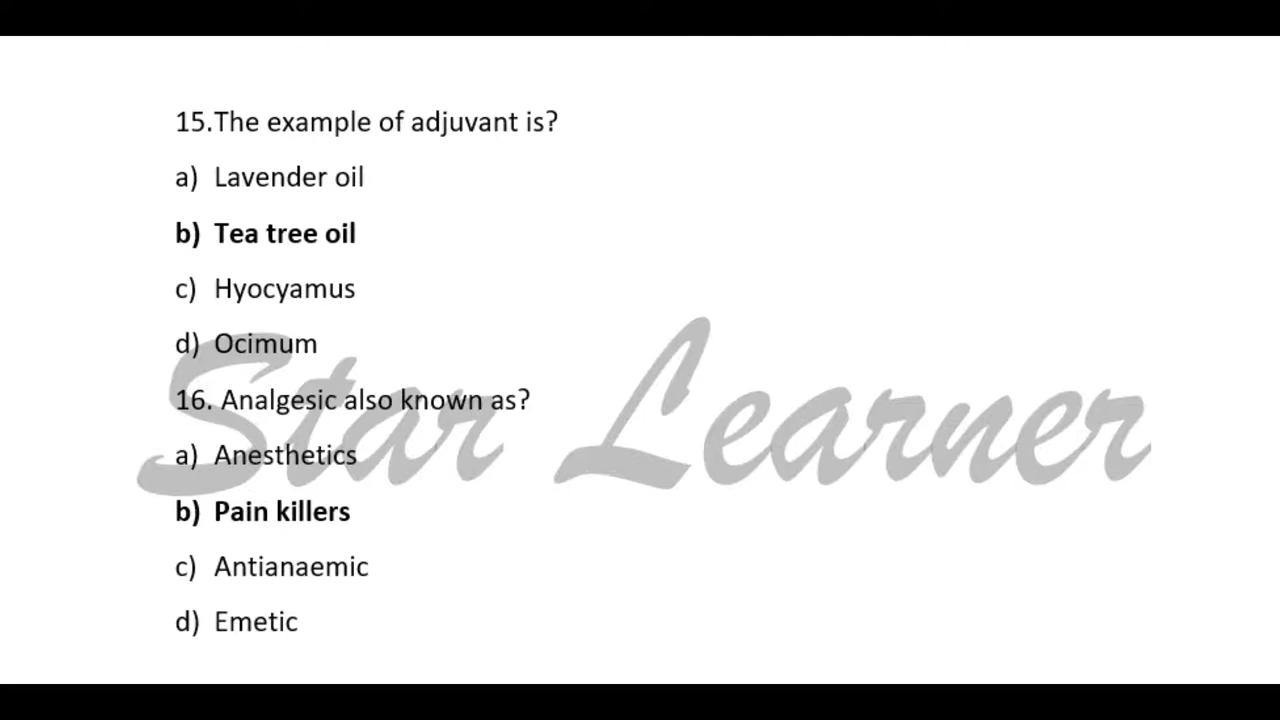 15.The example of adjuvant is?
a) Lavender oil
b) Tea tree oil
c) Hyocyamus
d) Ocimum
16. Analgesic also known as?
a) Anesthetics
b) Pain killers
c) Antianaemic
d) Emetic
Star Learner